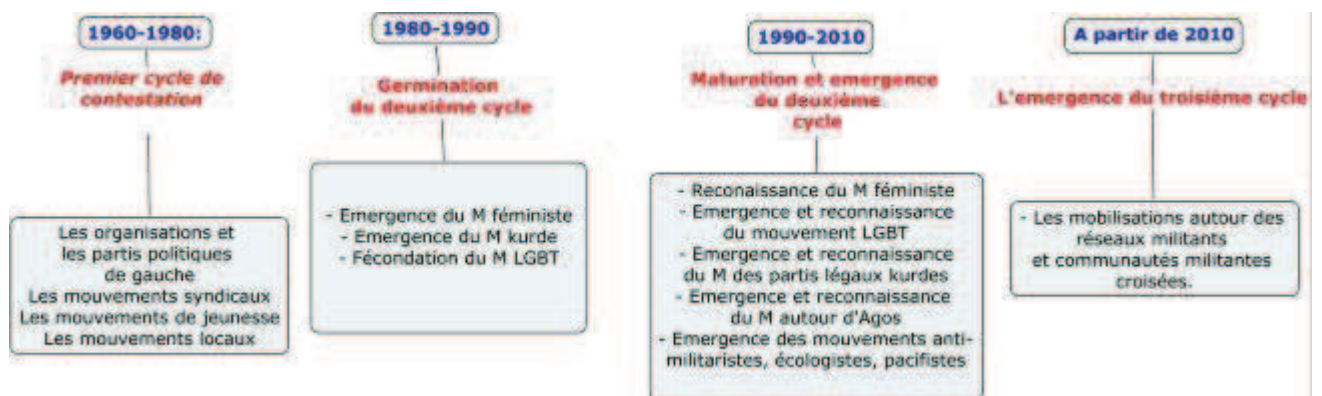 1960-1980:
Premier cycle de
contestation
Les organisations et
les partis politiques
de gauche
Les mouvements syndicaux
Les mouvements de jeunesse
Les mouvements locaux
1980-1990
Germination
du deuxième cycle
- Emergence du M féministe
- Emergence du M kurde
- Fécondation du M LGBT
1990-2010
Maturation et emergence
du deuxième
cycle
- Reconaissance du M féministe
- Emergence et reconnaissance
du mouvement LGBT
- Emergence et reconnaissance
du M des partis légaux kurdes
- Emergence et reconnaissance
du M autour d'Agos
- Emergence des mouvements anti-
militaristes, écologistes, pacifistes
A partir de 2010
L'emergence du troisième cycle
- Les mobilisations autour des
réseaux militants
et communautés militantes
croisées.